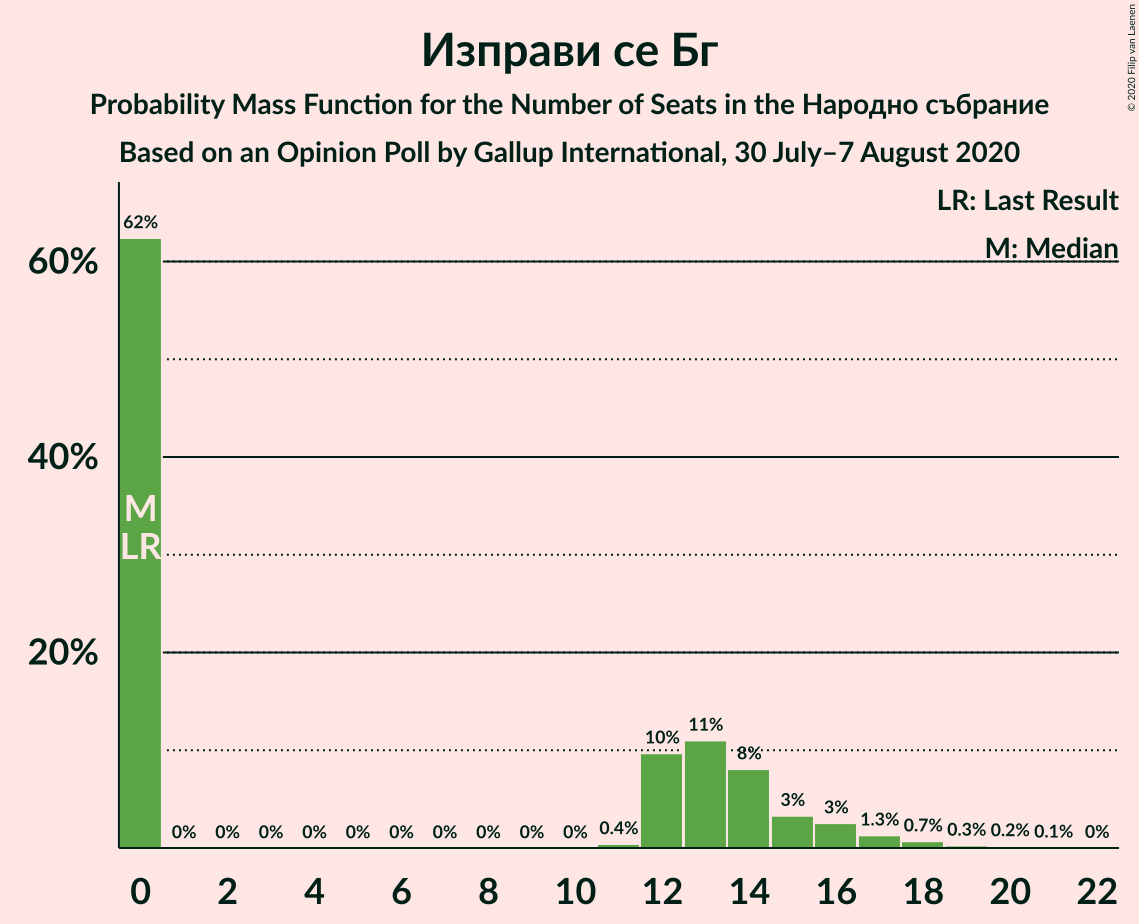 Изправи се Бг
Probability Mass Function for the Number of Seats in the Народно събрание
Based on an Opinion Poll by Gallup International, 30 July–7 August 2020
© 2020 Filip van Laenen
LR: Last Result
M: Median
60%
40%
20%
62%
M
LR
0% 0% 0% 0% 0% 0% 0% 0% 0% 0% 0.4% 10% 11% 8% 3% 3% 1.3% 0.7% 0.3% 0.2% 0.1% 0%
0 2 4 6 8 10 12 14 16 18 20 22